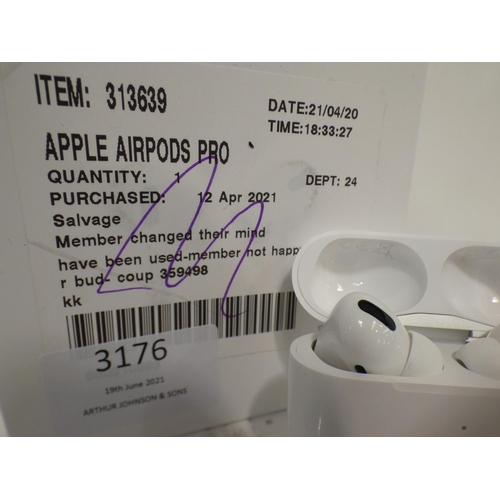 ITEM: 313639
DATE:21/04/20
TIME:18:33:27
APPLE AIRPODS PRO
QUANTITY: 1
DEPT: 24
PURCHASED: 12 Apr 2021
Salvage
Member changed their mind
have been used-member not happ
r bud- coup 359498
kk
3176
19th June 2021
ARTHUR JOHNSON & SONS